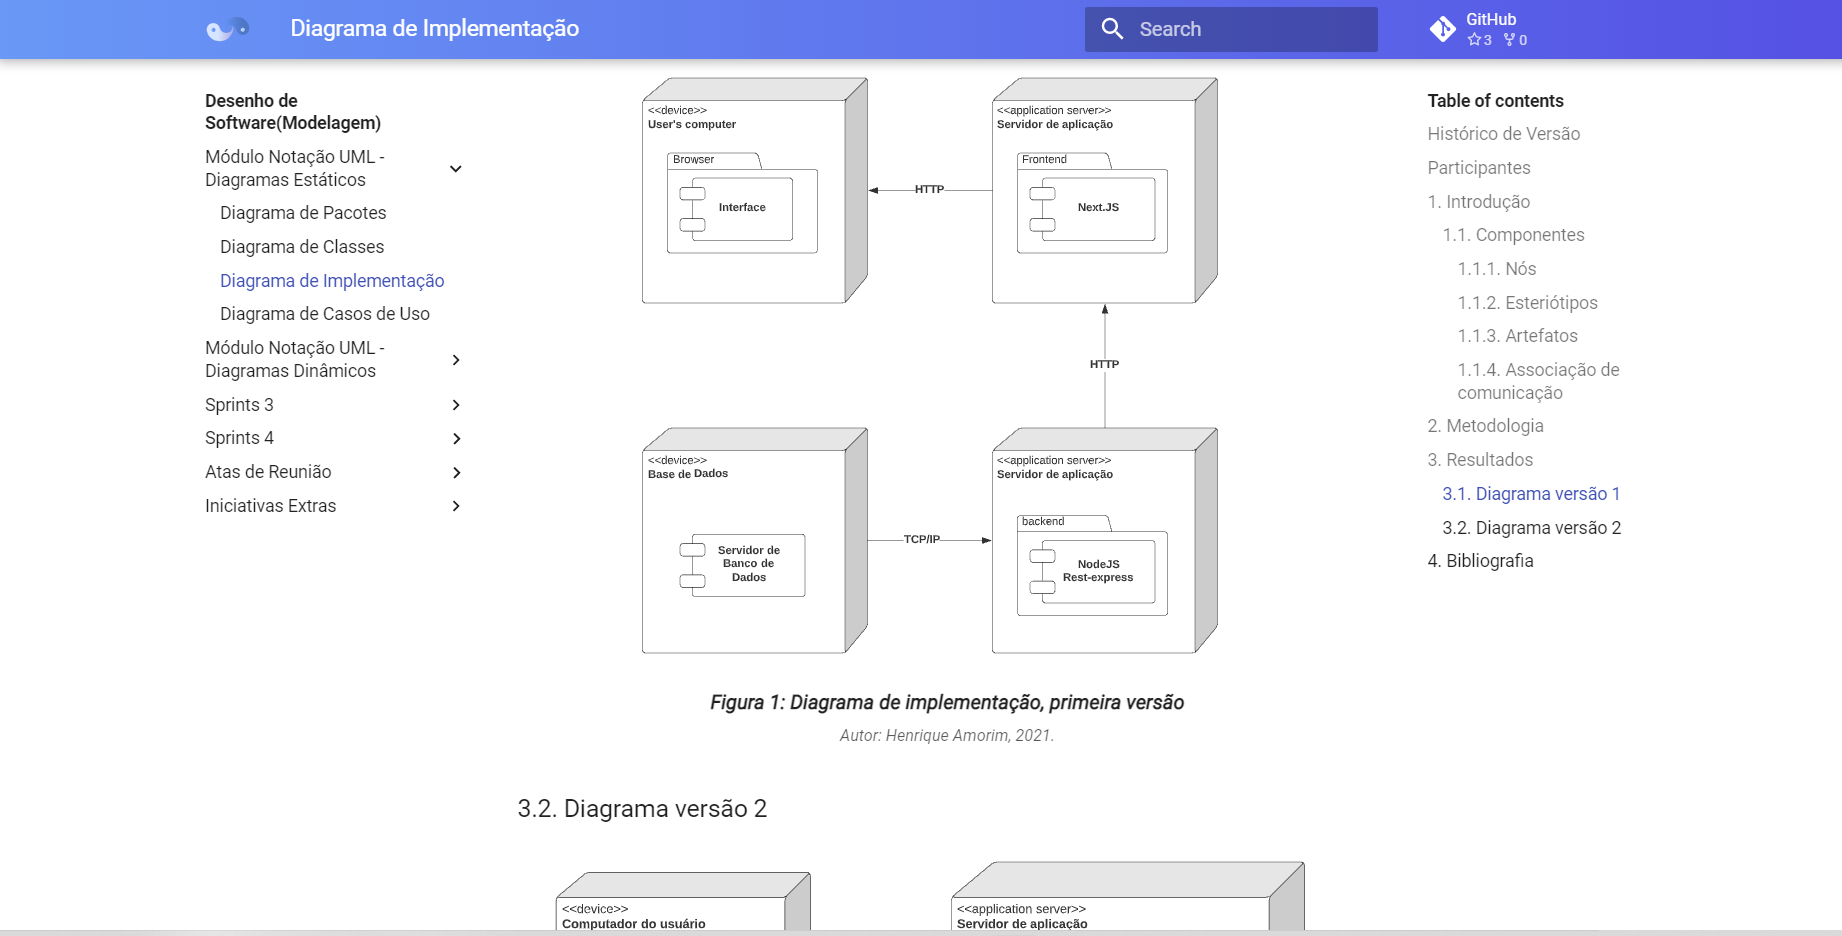 Diagrama de Implementação
Search
GitHub
3 0
Desenho de
Software(Modelagem)
Módulo Notação UML -
Diagramas Estáticos
Diagrama de Pacotes
Diagrama de Classes
Diagrama de Implementação
Diagrama de Casos de Uso
Módulo Notação UML -
Diagramas Dinâmicos
Sprints 3
Sprints 4
Atas de Reunião
Iniciativas Extras
<<device>>
User's computer
Browser
Interface
HTTP
<<application server>>
Servidor de aplicação
Frontend
Next.JS
HTTP
<<device>>
Base de Dados
Servidor de
Banco de
Dados
TCP/IP
<<application server>>
Servidor de aplicação
backend
NodeJS
Rest-express
Figura 1: Diagrama de implementação, primeira versão
Autor: Henrique Amorim, 2021.
3.2. Diagrama versão 2
<<device>>
Computador do usuário
<<application server>>
Servidor de aplicação
Table of contents
Histórico de Versão
Participantes
1. Introdução
1.1. Componentes
1.1.1. Nós
1.1.2. Esteriótipos
1.1.3. Artefatos
1.1.4. Associação de
comunicação
2. Metodologia
3. Resultados
3.1. Diagrama versão 1
3.2. Diagrama versão 2
4. Bibliografia